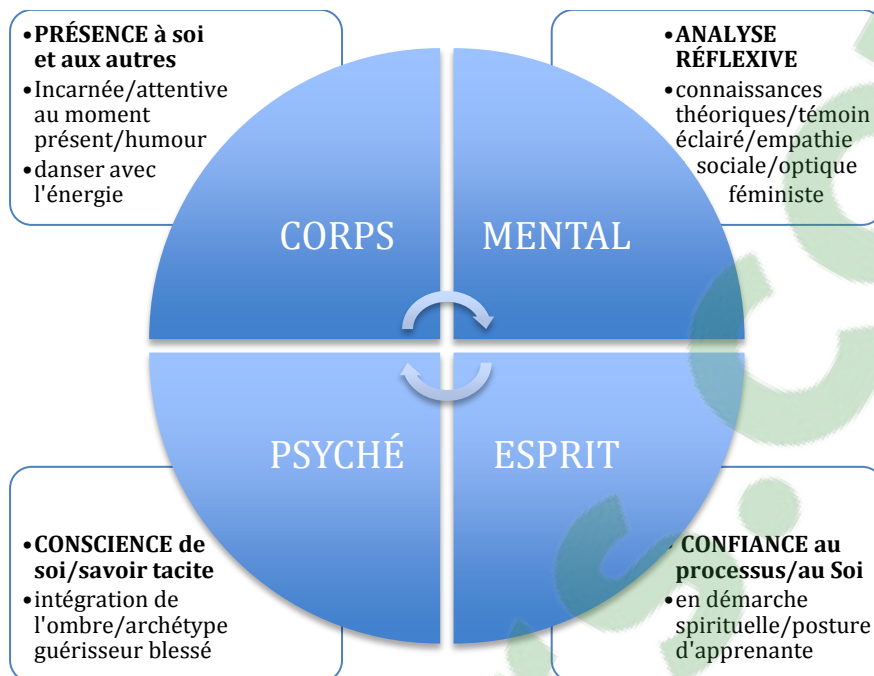 •PRÉSENCE à soi
et aux autres
•Incarnée/attentive
au moment
présent/humour
•danser avec
l'énergie
•ANALYSE
RÉFLEXIVE
•connaissances
théoriques/témoin
éclairé/empathie
sociale/optique
féministe
CORPS
MENTAL
PSYCHÉ
ESPRIT
•CONSCIENCE de
soi/savoir tacite
•intégration de
l'ombre/archétype
guérisseur blessé
• CONFIANCE au
processus/au Soi
•en démarche
spirituelle/posture
d'apprenante